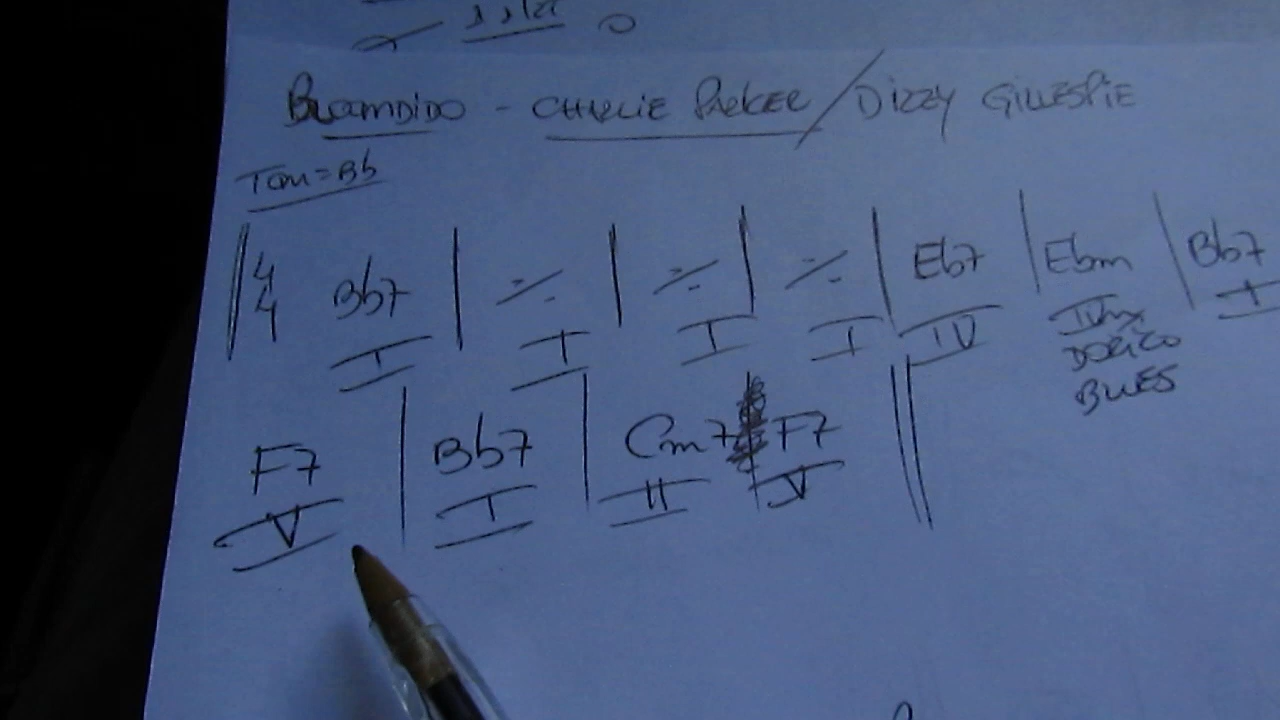 Bloomdido - CHARLIE PARKER / DIZZY GILLESPIE
Tom = Bb
4/4 Bb7 | ٪ | ٪ | ٪ | Eb7 | Ebm | Bb7
I I I I IV IVm I
DORICO
BLUES
F7 | Bb7 | Cm7 F7 ||
V I II V